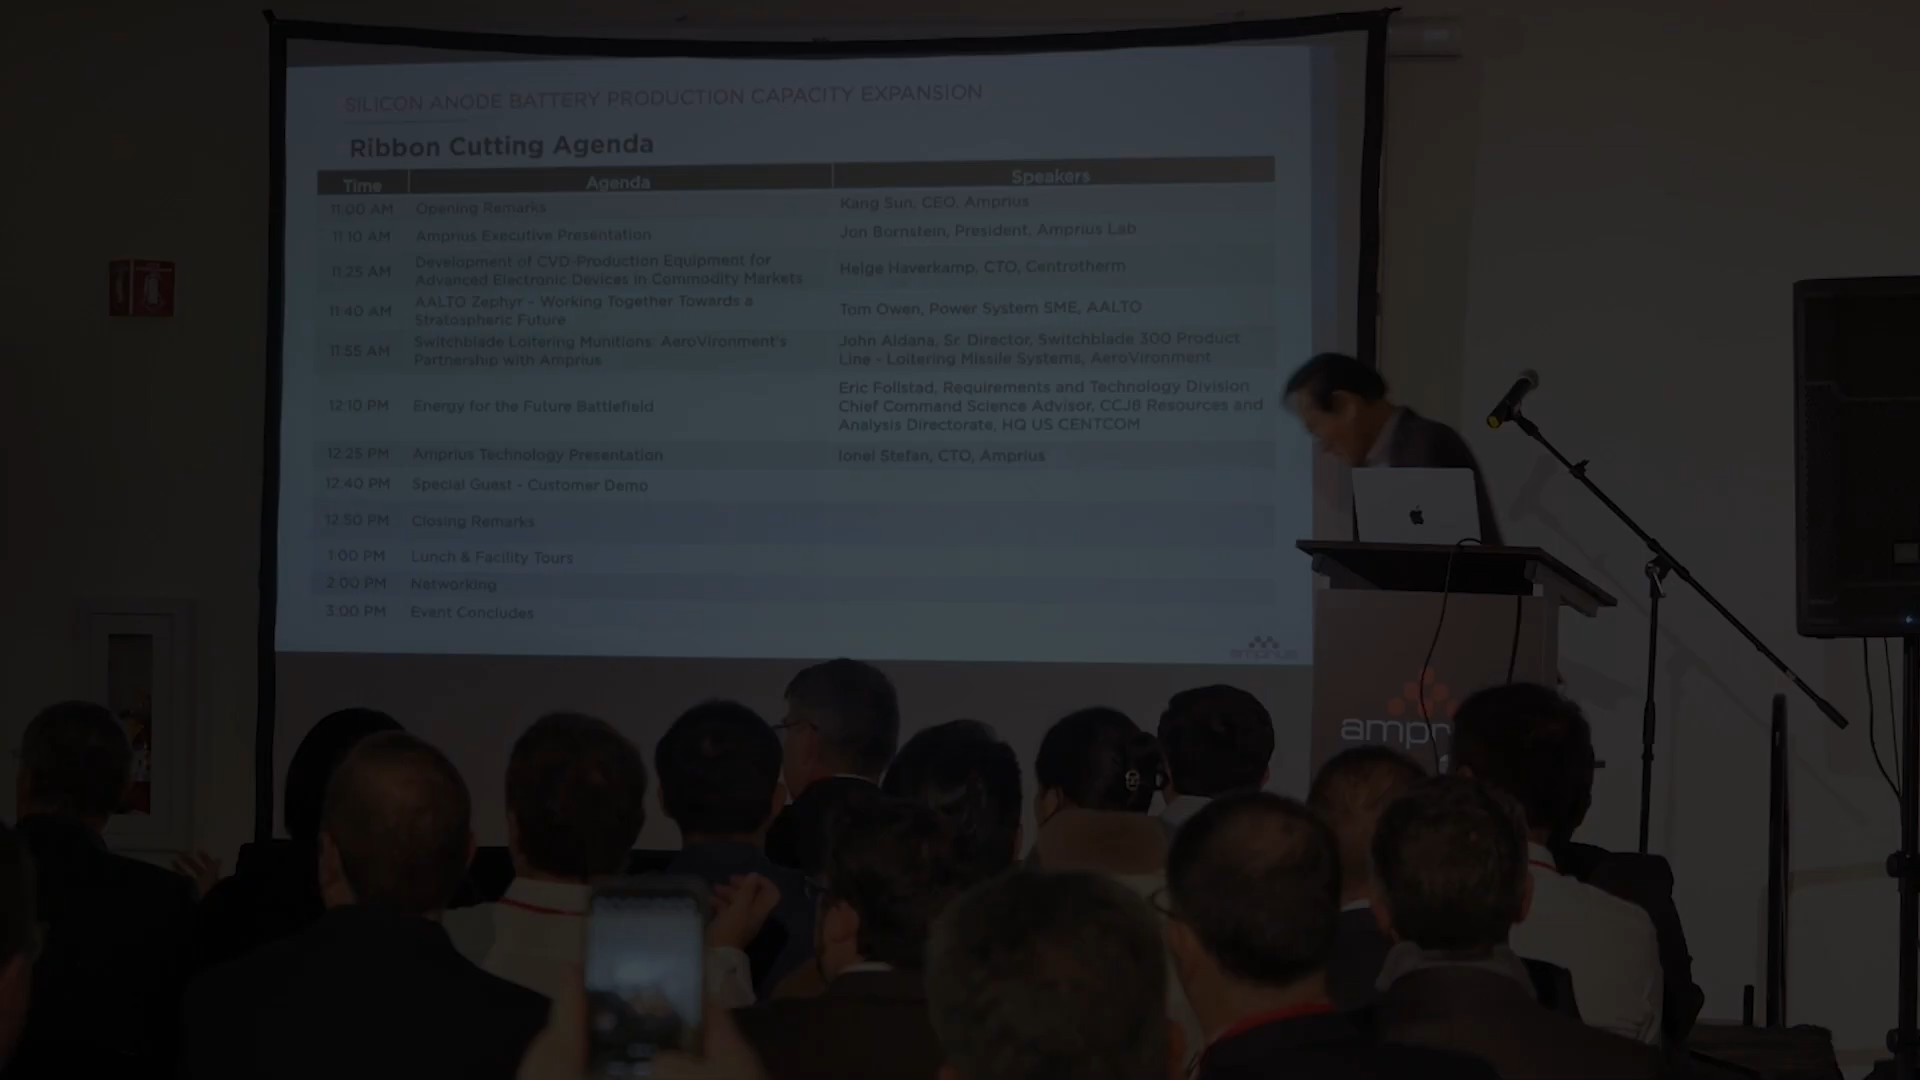 SILICON ANODE BATTERY PRODUCTION CAPACITY EXPANSION
Ribbon Cutting Agenda
Time Agenda Speakers
11:00 AM Opening Remarks Kang Sun, CEO, Amprius
11:10 AM Amprius Executive Presentation Jon Bornstein, President, Amprius Lab
11:25 AM Development of CVD Production Equipment for
Advanced Electronic Devices in Commodity Markets Helge Haverkamp, CTO, Centrotherm
11:40 AM AALTO Zephyr - Working Together Towards a
Stratospheric Future Tom Owen, Power System SME, AALTO
11:55 AM Switchblade Loitering Munitions: AeroVironment's
Partnership with Amprius John Aldana, Sr. Director, Switchblade 300 Product
Line - Loitering Missile Systems, AeroVironment
12:10 PM Energy for the Future Battlefield Eric Follstad, Requirements and Technology Division
Chief Command Science Advisor, CCJ8 Resources and
Analysis Directorate, HQ US CENTCOM
12:25 PM Amprius Technology Presentation Ionel Stefan, CTO, Amprius
12:40 PM Special Guest - Customer Demo
12:50 PM Closing Remarks
1:00 PM Lunch & Facility Tours
2:00 PM Networking
3:00 PM Event Concludes
amprius
ampr